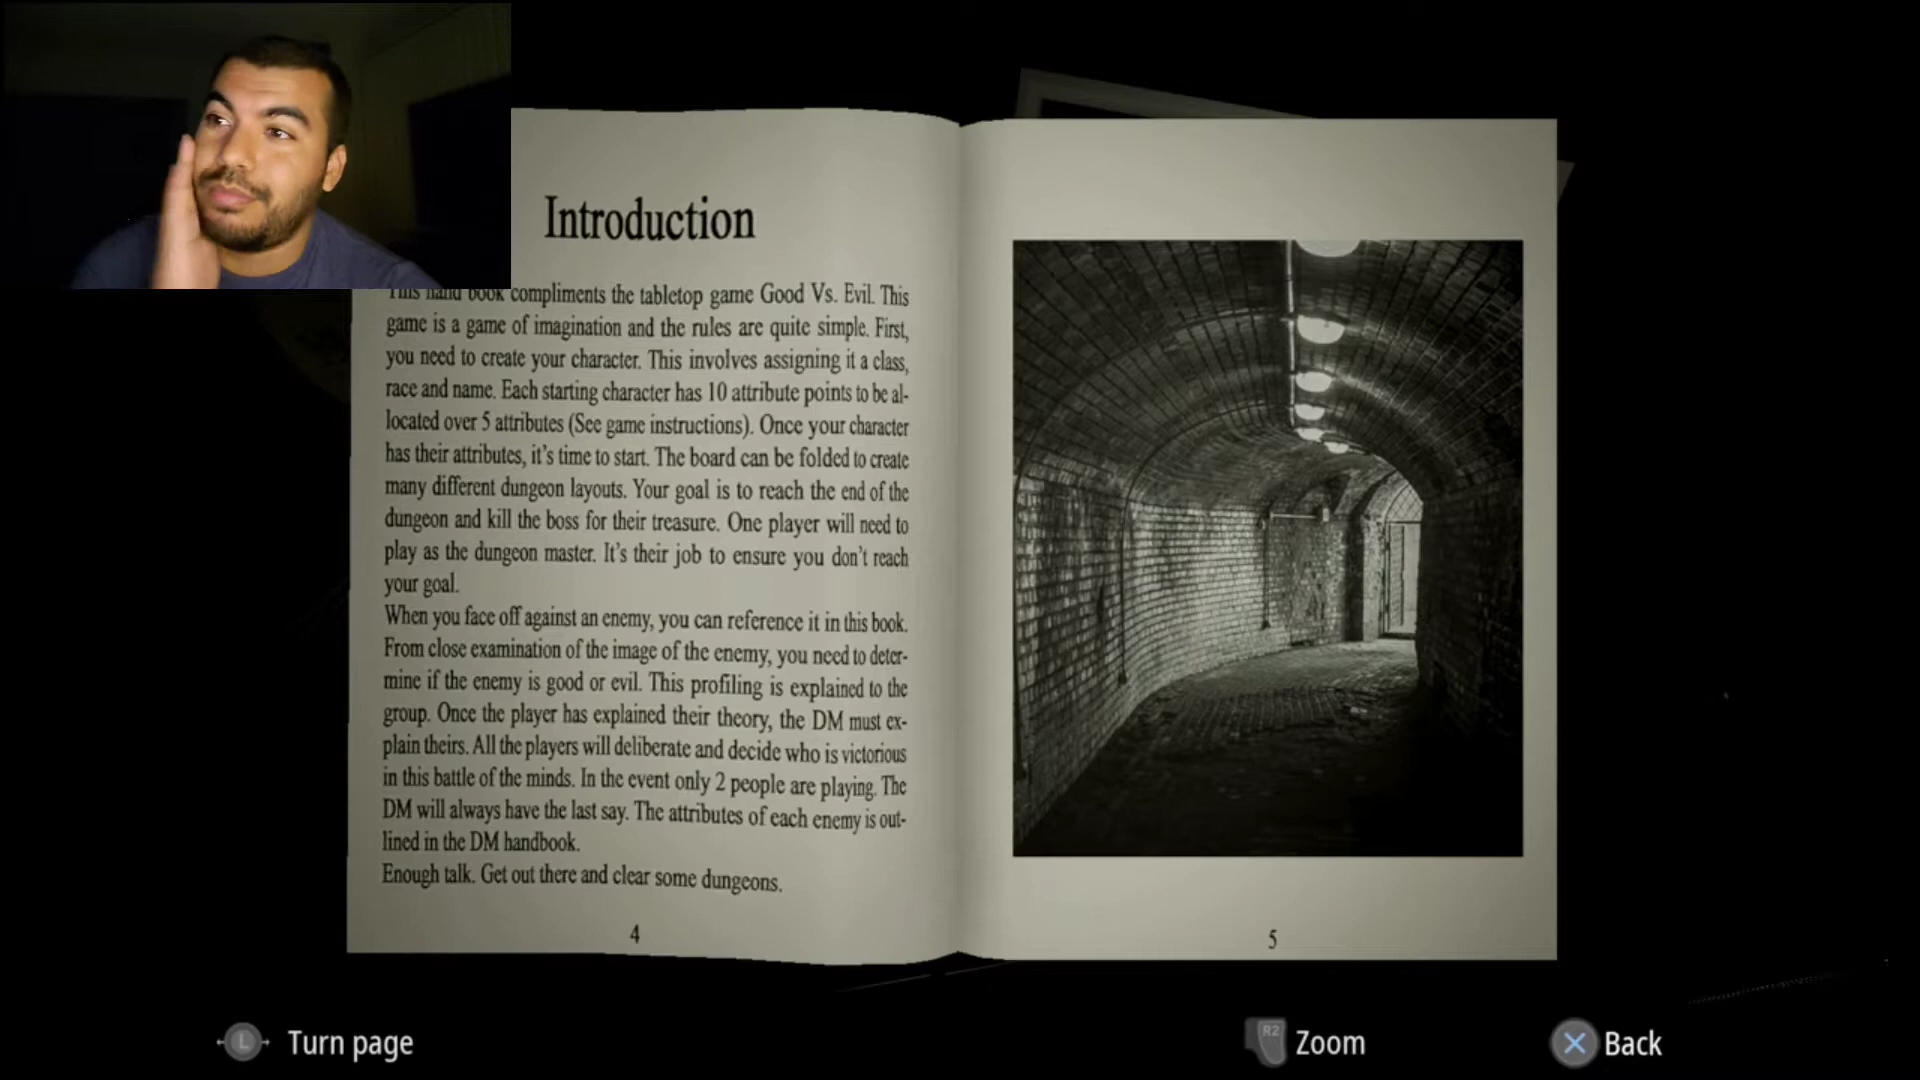 Introduction
This hand book compliments the tabletop game Good Vs. Evil. This
game is a game of imagination and the rules are quite simple. First,
you need to create your character. This involves assigning it a class,
race and name. Each starting character has 10 attribute points to be al-
located over 5 attributes (See game instructions). Once your character
has their attributes, it's time to start. The board can be folded to create
many different dungeon layouts. Your goal is to reach the end of the
dungeon and kill the boss for their treasure. One player will need to
play as the dungeon master. It's their job to ensure you don't reach
your goal.
When you face off against an enemy, you can reference it in this book.
From close examination of the image of the enemy, you need to deter-
mine if the enemy is good or evil. This profiling is explained to the
group. Once the player has explained their theory, the DM must ex-
plain theirs. All the players will deliberate and decide who is victorious
in this battle of the minds. In the event only 2 people are playing. The
DM will always have the last say. The attributes of each enemy is out-
lined in the DM handbook.
Enough talk. Get out there and clear some dungeons.
4
5
L
Turn page
R2
Zoom
Back